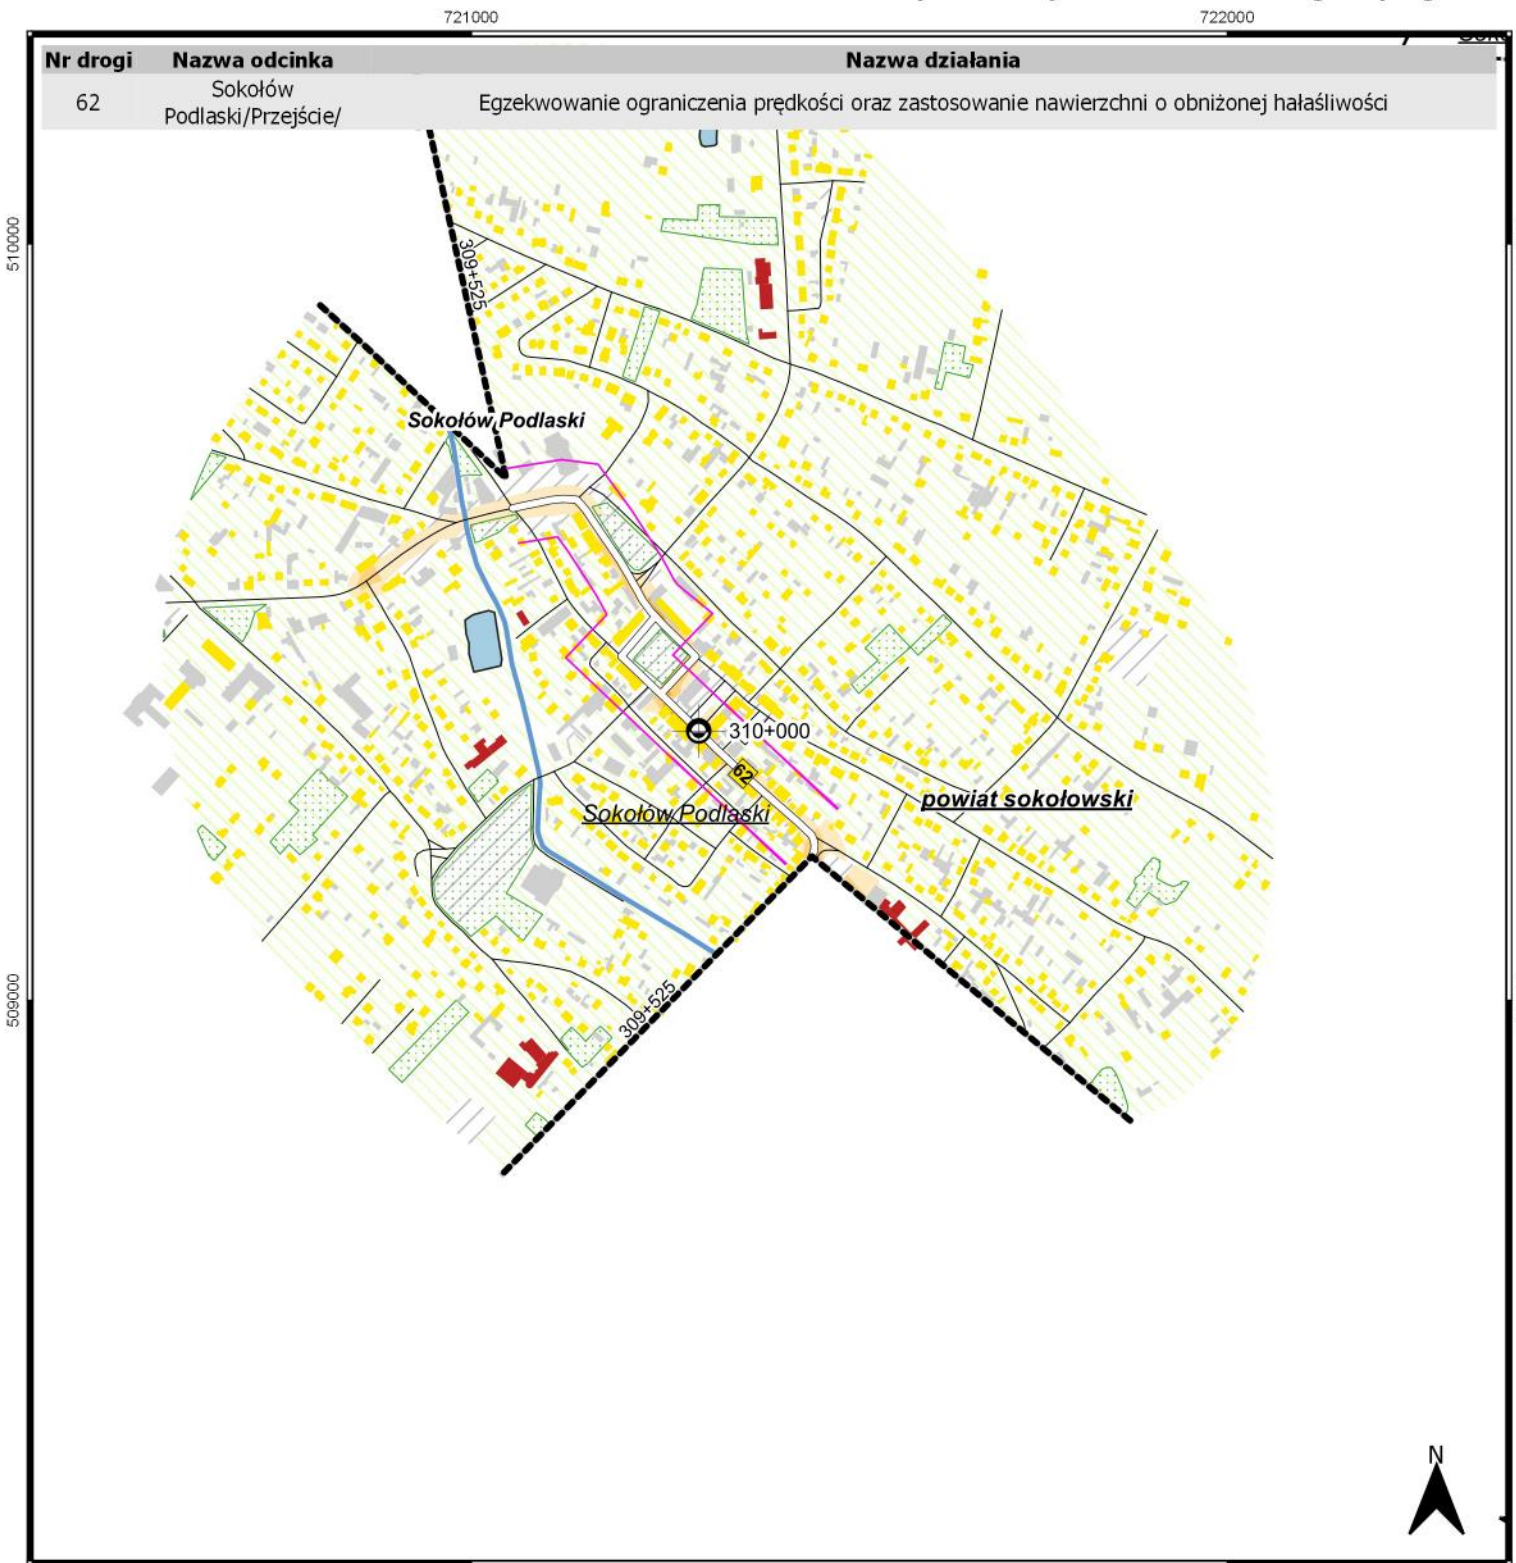 721000 722000
Nr drogi Nazwa odcinka Nazwa działania
62 Sokołów Podlaski/Przejście/ Egzekwowanie ograniczenia prędkości oraz zastosowanie nawierzchni o obniżonej hałaśliwości
510000
309+525
Sokołów Podlaski
310+000
62
powiat sokołowski
Sokołów Podlaski
509000
309+525
N